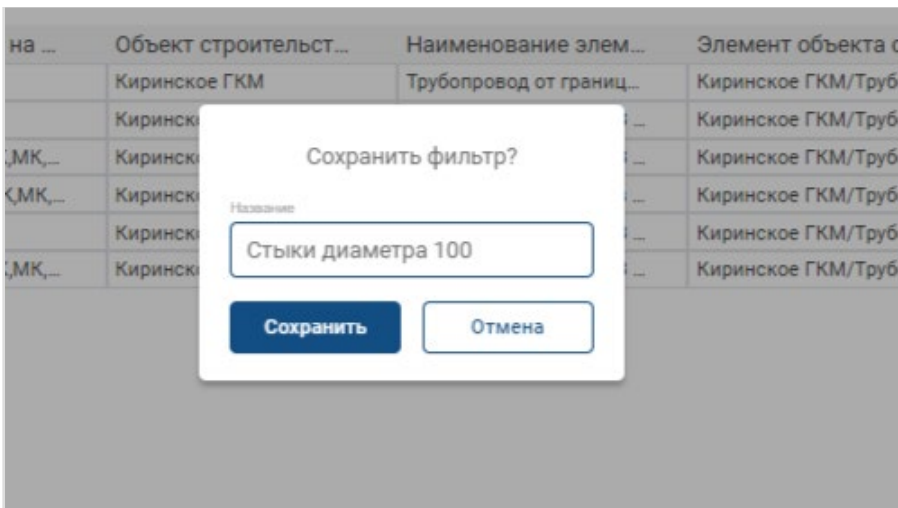 на ... Объект строительст... Наименование элем... Элемент объекта с
Киринское ГКМ Трубопровод от границ... Киринское ГКМ/Труб
Киринск ... Киринское ГКМ/Труб
МК,... Киринск ... Киринское ГКМ/Труб
МК,... Киринск ... Киринское ГКМ/Труб
Киринск ... Киринское ГКМ/Труб
МК,... Киринск ... Киринское ГКМ/Труб
Сохранить фильтр?
Название
Стыки диаметра 100
Сохранить Отмена